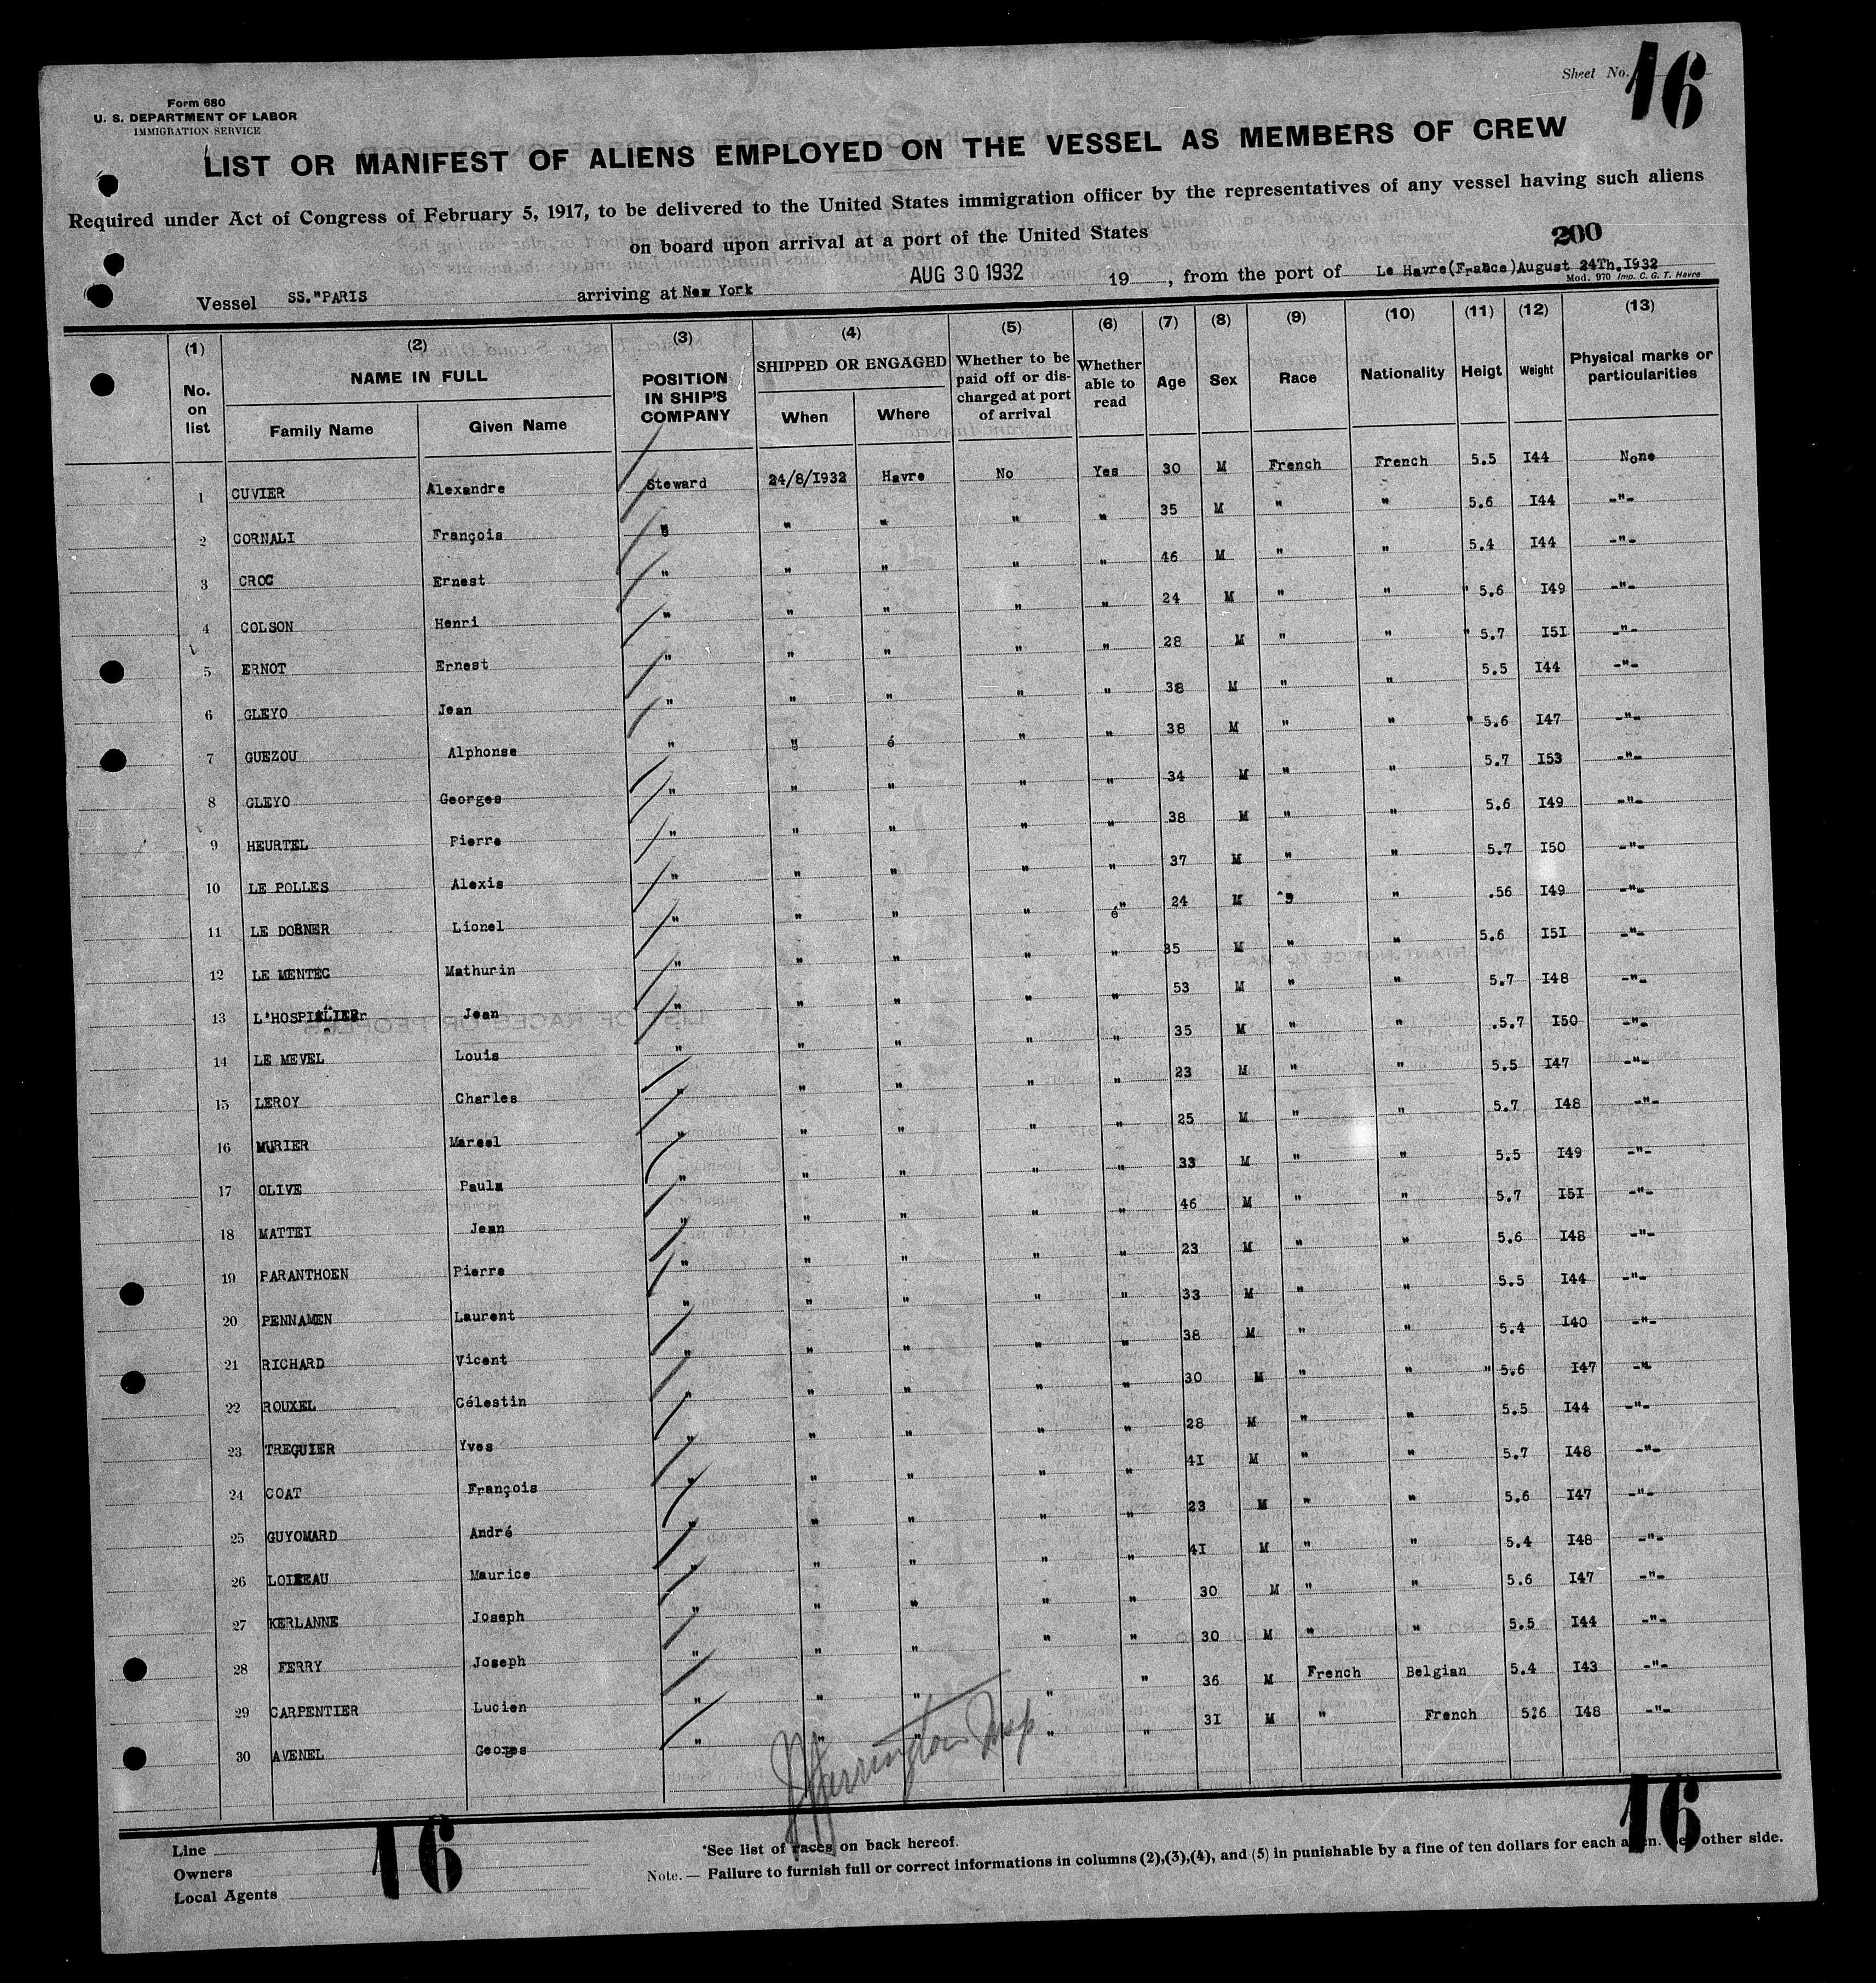 Sheet No. 16
Form 680
U. S. DEPARTMENT OF LABOR
IMMIGRATION SERVICE
LIST OR MANIFEST OF ALIENS EMPLOYED ON THE VESSEL AS MEMBERS OF CREW
Required under Act of Congress of February 5, 1917, to be delivered to the United States immigration officer by the representatives of any vessel having such aliens
on board upon arrival at a port of the United States
200
Vessel SS."PARIS arriving at New York AUG 30 1932 19 , from the port of Le Havre(France)August 24Th.I932
Mod. 970 Imp. C. G. T. Havre
(1) (2) (3) (4) (5) (6) (7) (8) (9) (10) (11) (12) (13)
No. on list NAME IN FULL Family Name Given Name POSITION IN SHIP'S COMPANY SHIPPED OR ENGAGED When Where Whether to be paid off or discharged at port of arrival Whether able to read Age Sex Race Nationality Heigt Weight Physical marks or particularities
1 CUVIER Alexandre Steward 24/8/I932 Havre No Yes 30 M French French 5.5 I44 None
2 CORNALI François " " " " " 35 M " " 5.6 I44 -"-
3 CROC Ernest " " " " " 46 M " " 5.4 I44 -"-
4 COLSON Henri " " " " " 24 M " " " 5.6 I49 -"-
5 ERNOT Ernest " " " " " 28 M " " " 5.7 I5I -"-
6 GLEYO Jean " " " " " 38 M " " 5.5 I44 -"-
7 GUEZOU Alphonse " " é " " 38 M " " " 5.6 I47 -"-
8 GLEYO Georges " " " " " 34 M " " 5.7 I53 -"-
9 HEURTEL Pierre " " " " " 38 M " " 5.6 I49 -"-
10 LE POLLES Alexis " " " " " 37 M " " 5.7 I50 -"-
11 LE DOBNER Lionel " " " " é" 24 M " " .56 I49 -"-
12 LE MENTEC Mathurin " " " " " 35 M " " 5.6 I5I -"-
13 Jean " " " " " 53 M " " 5.7 I48 -"-
14 LE MEVEL Louis " " " " " 35 M " " .5.7 I50 -"-
15 LEROY Charles " " " " " 23 M " " 5.5 I47 -"-
16 MURIER Marcel " " " " " 25 M " " 5.7 I48 -"-
17 OLIVE Paul " " " " " 33 M " " 5.5 I49 -"-
18 MATTEI Jean " " " " " 46 M " " 5.7 I5I -"-
19 PARANTHOEN Pierre " " " " " 23 M " " 5.6 I48 -"-
20 PENNAMEN Laurent " " " " " 33 M " " 5.5 I44 -"-
21 RICHARD Vicent " " " " " 38 M " " 5.4 I40 -"-
22 ROUXEL Célestin " " " " " 30 M " " " 5.6 I47 -"-
23 TREGUIER Yves " " " " " 28 M " " 5.5 I44 -"-
24 COAT François " " " " " 4I M " " 5.7 I48 -"-
25 GUYOMARD André " " " " " 23 M " " 5.6 I47 -"-
26 Maurice " " " " " 4I M " " 5.4 I48 -"-
27 KERLANNE Joseph " " " " " 30 M " " 5.6 I47 -"-
28 FERRY Joseph " " " " " 30 M " " 5.5 I44 -"-
29 CARPENTIER Lucien " " " " " 36 M French Belgian 5.4 I43 -"-
30 AVENEL Geoges " " " " " 3I M " French 5.6 I48 -"-
Line
Owners
Local Agents
16
*See list of races on back hereof.
Note. — Failure to furnish full or correct informations in columns (2),(3),(4), and (5) in punishable by a fine of ten dollars for each other side.
16